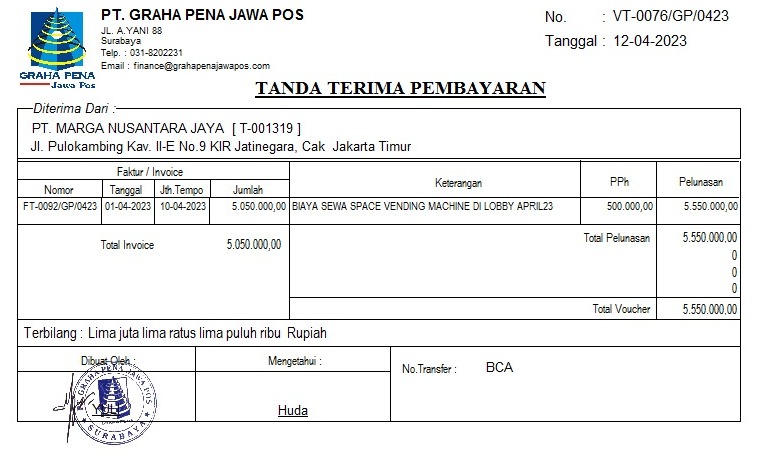 PT. GRAHA PENA JAWA POS
JL. A.YANI 88
Surabaya
Telp. : 031-8202231
Email : finance@grahapenajawapos.com
GRAHA PENA
Jawa Pos
No. : VT-0076/GP/0423
Tanggal : 12-04-2023
TANDA TERIMA PEMBAYARAN
Diterima Dari :
PT. MARGA NUSANTARA JAYA [ T-001319 ]
Jl. Pulokambing Kav. II-E No.9 KIR Jatinegara, Cak Jakarta Timur
Faktur / Invoice Keterangan PPh Pelunasan
Nomor Tanggal Jth.Tempo Jumlah
FT-0092/GP/0423 01-04-2023 10-04-2023 5.050.000,00 BIAYA SEWA SPACE VENDING MACHINE DI LOBBY APRIL23 500.000,00 5.550.000,00
Total Invoice 5.050.000,00 Total Pelunasan 5.550.000,00
0
0
0
Total Voucher 5.550.000,00
Terbilang : Lima juta lima ratus lima puluh ribu Rupiah
Dibuat Oleh : Mengetahui : No.Transfer : BCA
PT. GRAHA PENA JAWA POS
SURABAYA
Huda